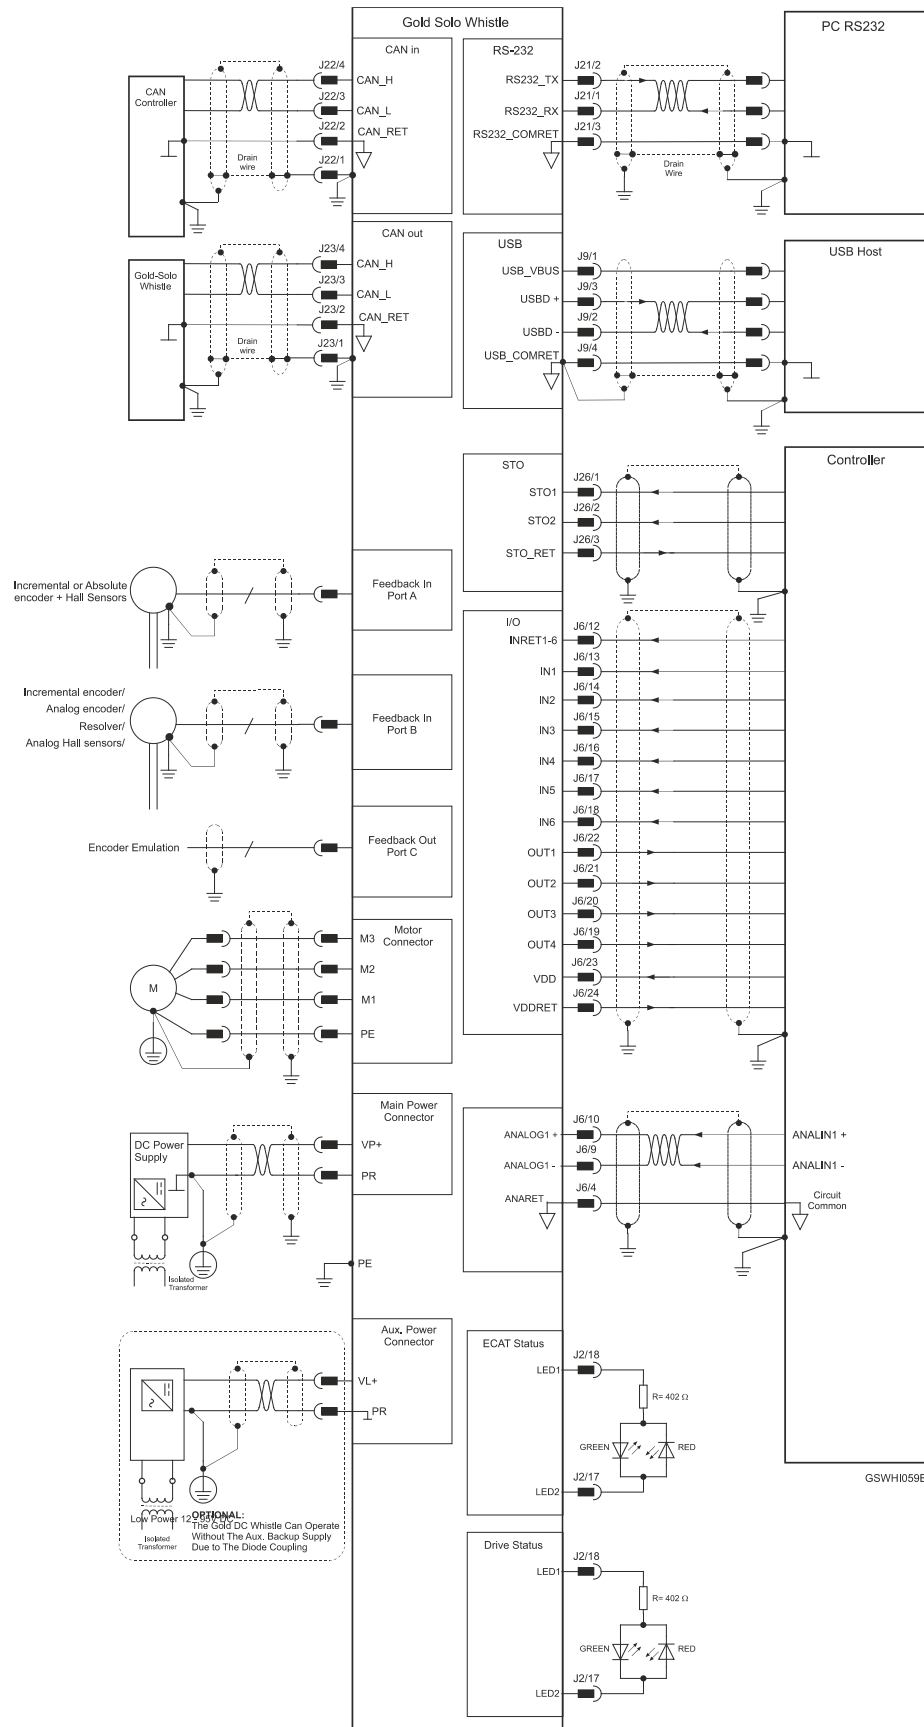 Gold Solo Whistle
CAN in
CAN
Controller
J22/4
CAN_H
J22/3
CAN_L
J22/2
CAN_RET
J22/1
Drain
wire
CAN out
Gold-Solo
Whistle
J23/4
CAN_H
J23/3
CAN_L
J23/2
CAN_RET
J23/1
Drain
wire
Incremental or Absolute
encoder + Hall Sensors
Feedback In
Port A
Incremental encoder/
Analog encoder/
Resolver/
Analog Hall sensors/
Feedback In
Port B
Encoder Emulation
Feedback Out
Port C
Motor
Connector
M
M3
M2
M1
PE
Main Power
Connector
DC Power
Supply
VP+
PR
Isolated
Transformer
PE
Aux. Power
Connector
VL+
PR
Low Power 12 - 95V DC
Isolated
Transformer
OPTIONAL:
The Gold DC Whistle Can Operate
Without The Aux. Backup Supply
Due to The Diode Coupling
RS-232
PC RS232
RS232_TX
J21/2
RS232_RX
J21/1
RS232_COMRET
J21/3
Drain
Wire
USB
USB Host
USB_VBUS
J9/1
USBD +
J9/3
USBD -
J9/2
USB_COMRET
J9/4
Controller
STO
STO1
J26/1
STO2
J26/2
STO_RET
J26/3
I/O
INRET1-6
J6/12
IN1
J6/13
IN2
J6/14
IN3
J6/15
IN4
J6/16
IN5
J6/17
IN6
J6/18
OUT1
J6/22
OUT2
J6/21
OUT3
J6/20
OUT4
J6/19
VDD
J6/23
VDDRET
J6/24
ANALOG1 +
J6/10
ANALIN1 +
ANALOG1 -
J6/9
ANALIN1 -
ANARET
J6/4
Circuit
Common
ECAT Status
LED1
J2/18
R= 402 Ω
GREEN
RED
LED2
J2/17
GSWHI059B
Drive Status
LED1
J2/18
R= 402 Ω
GREEN
RED
LED2
J2/17